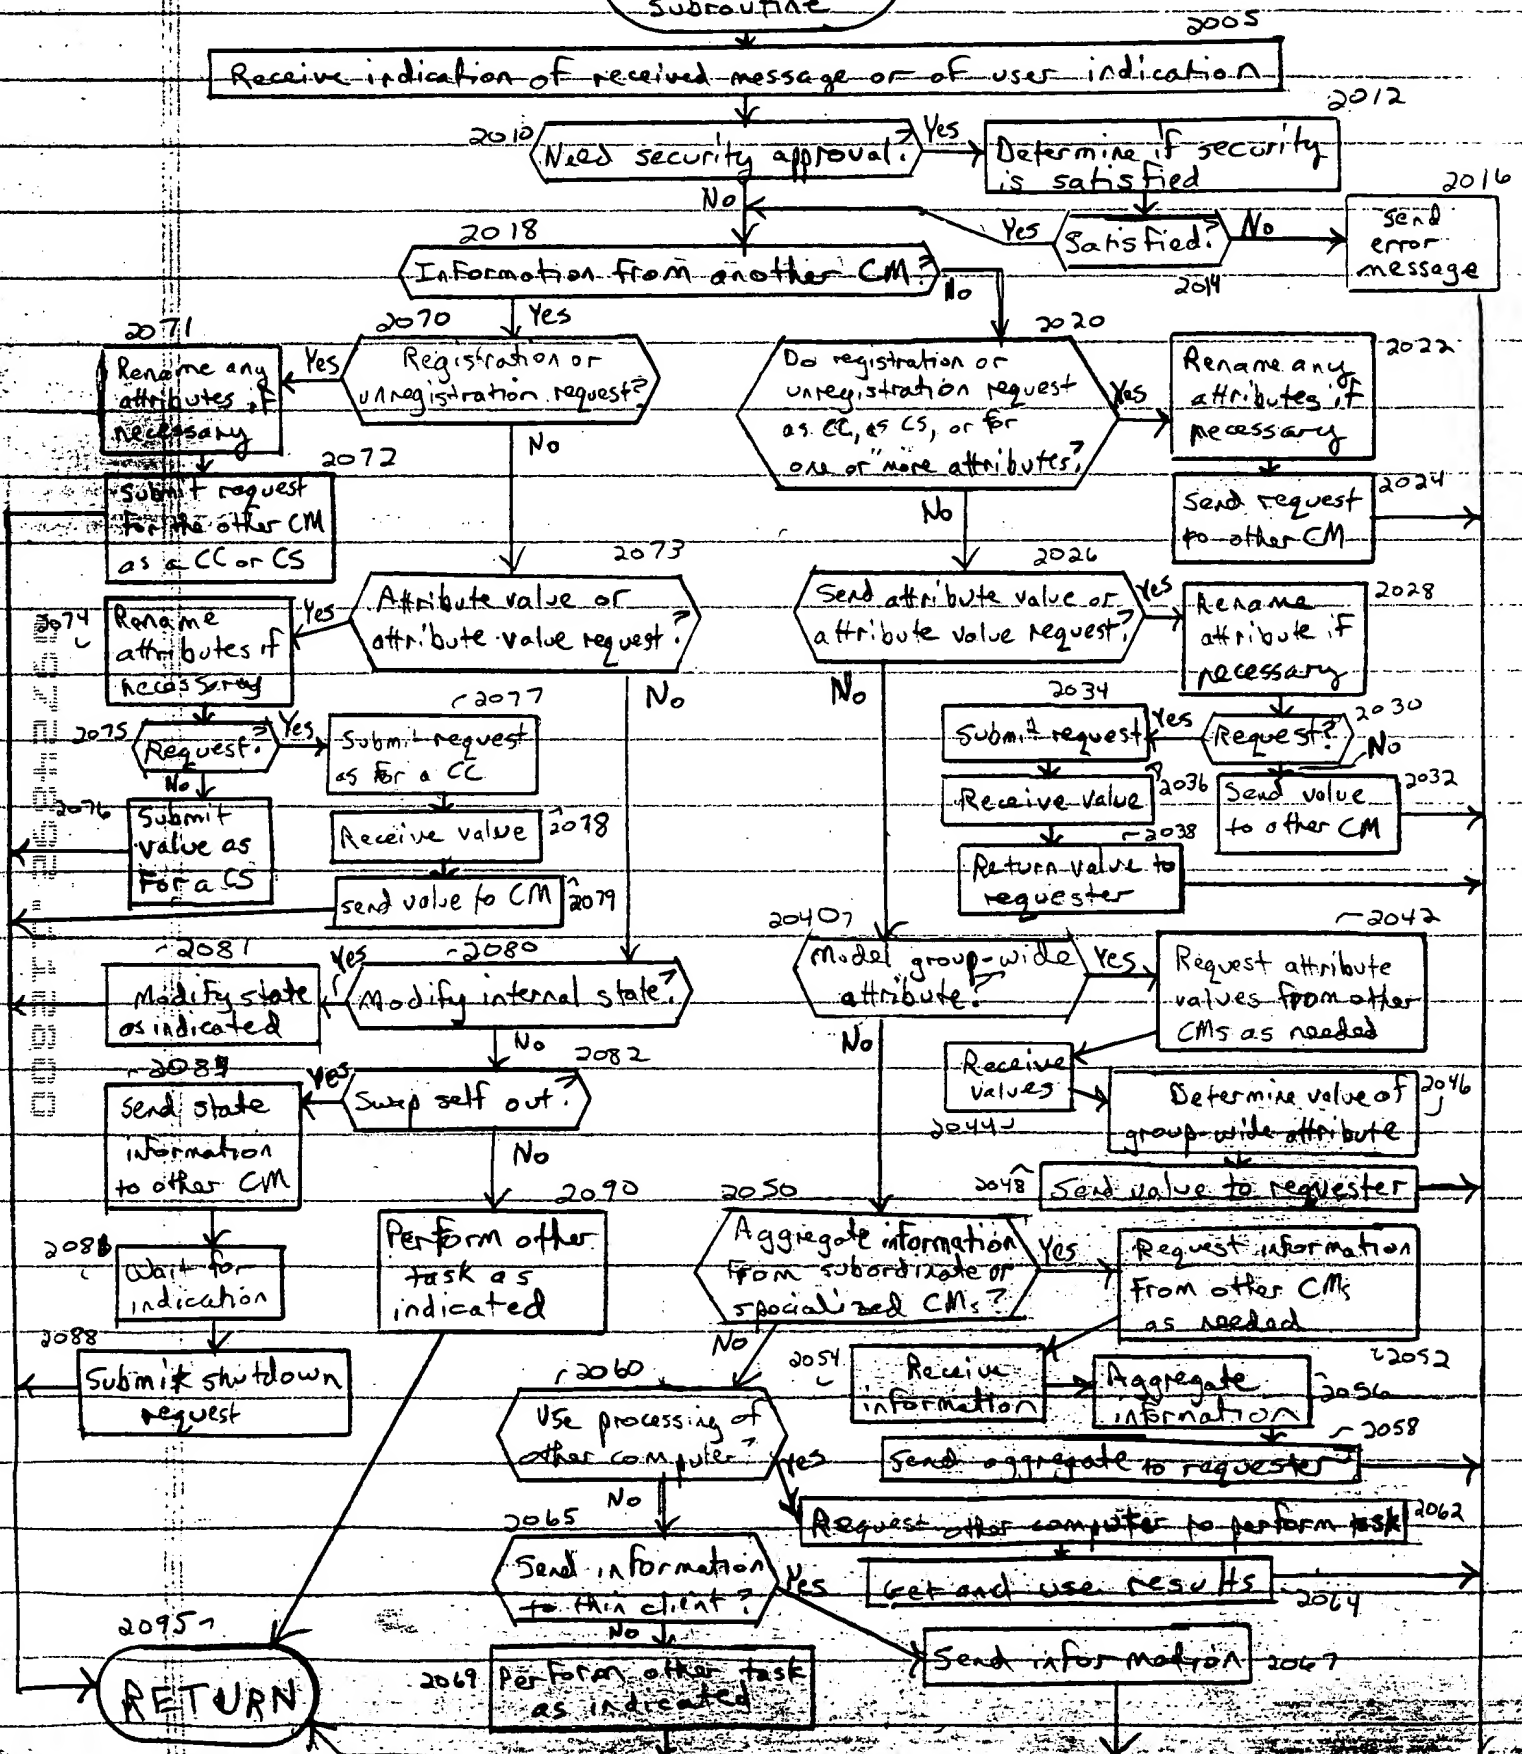 Subroutine
2005
Receive indication of received message or of user indication
2010
Need security approval?
Yes
No
2012
Determine if security
is satisfied
2014
Satisfied?
Yes
No
2016
Send
error
message
2018
Information from another CM?
Yes
No
2070
Registration or
unregistration request?
Yes
No
2071
Rename any
attributes if
necessary
2072
Submit request
for the other CM
as a CC or CS
2073
Attribute value or
attribute value request?
Yes
No
2074
Rename
attributes if
necessary
2075
Request?
Yes
No
2076
Submit
value as
for a CS
2077
Submit request
as for a CC
2078
Receive value
2079
send value to CM
2080
Modify internal state?
Yes
No
2081
Modify state
as indicated
2082
Swap self out?
Yes
No
Send state
information
to other CM
Wait for
indication
2088
Submit shutdown
request
2090
Perform other
task as
indicated
2095
RETURN
2020
Do registration or
unregistration request
as CC, as CS, or for
one or more attributes?
Yes
No
2022
Rename any
attributes if
necessary
2024
Send request
to other CM
2026
Send attribute value or
attribute value request?
Yes
No
2028
Rename
attribute if
necessary
2030
Request?
Yes
No
2032
Send value
to other CM
2034
Submit request
2036
Receive value
2038
Return value to
requester
2040
Model group-wide
attribute?
Yes
No
2042
Request attribute
values from other
CMs as needed
2044
Receive
values
2046
Determine value of
group-wide attribute
2048
Send value to requester
2050
Aggregate information
from subordinate or
specialized CMs?
Yes
No
2052
Request information
from other CMs
as needed
2054
Receive
information
2056
Aggregate
information
2058
Send aggregate to requester
2060
Use processing of
other computer?
Yes
No
2062
Request other computer to perform task
2064
Get and use results
2065
Send information
to thin client?
Yes
No
2067
Send information
2069
Perform other task
as indicated